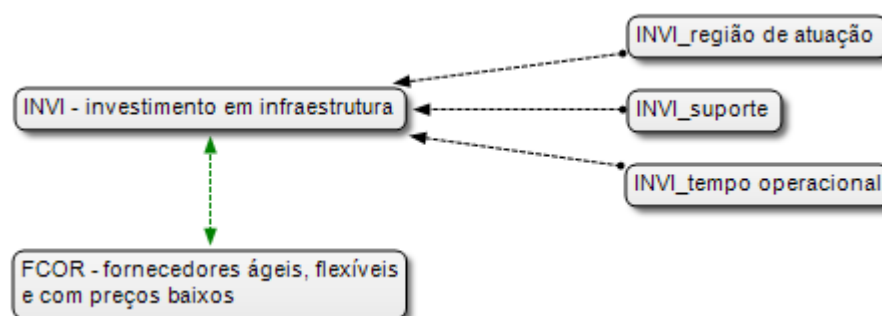 INVI_região de atuação
INVI - investimento em infraestrutura
INVI_suporte
INVI_tempo operacional
FCOR - fornecedores ágeis, flexíveis
e com preços baixos